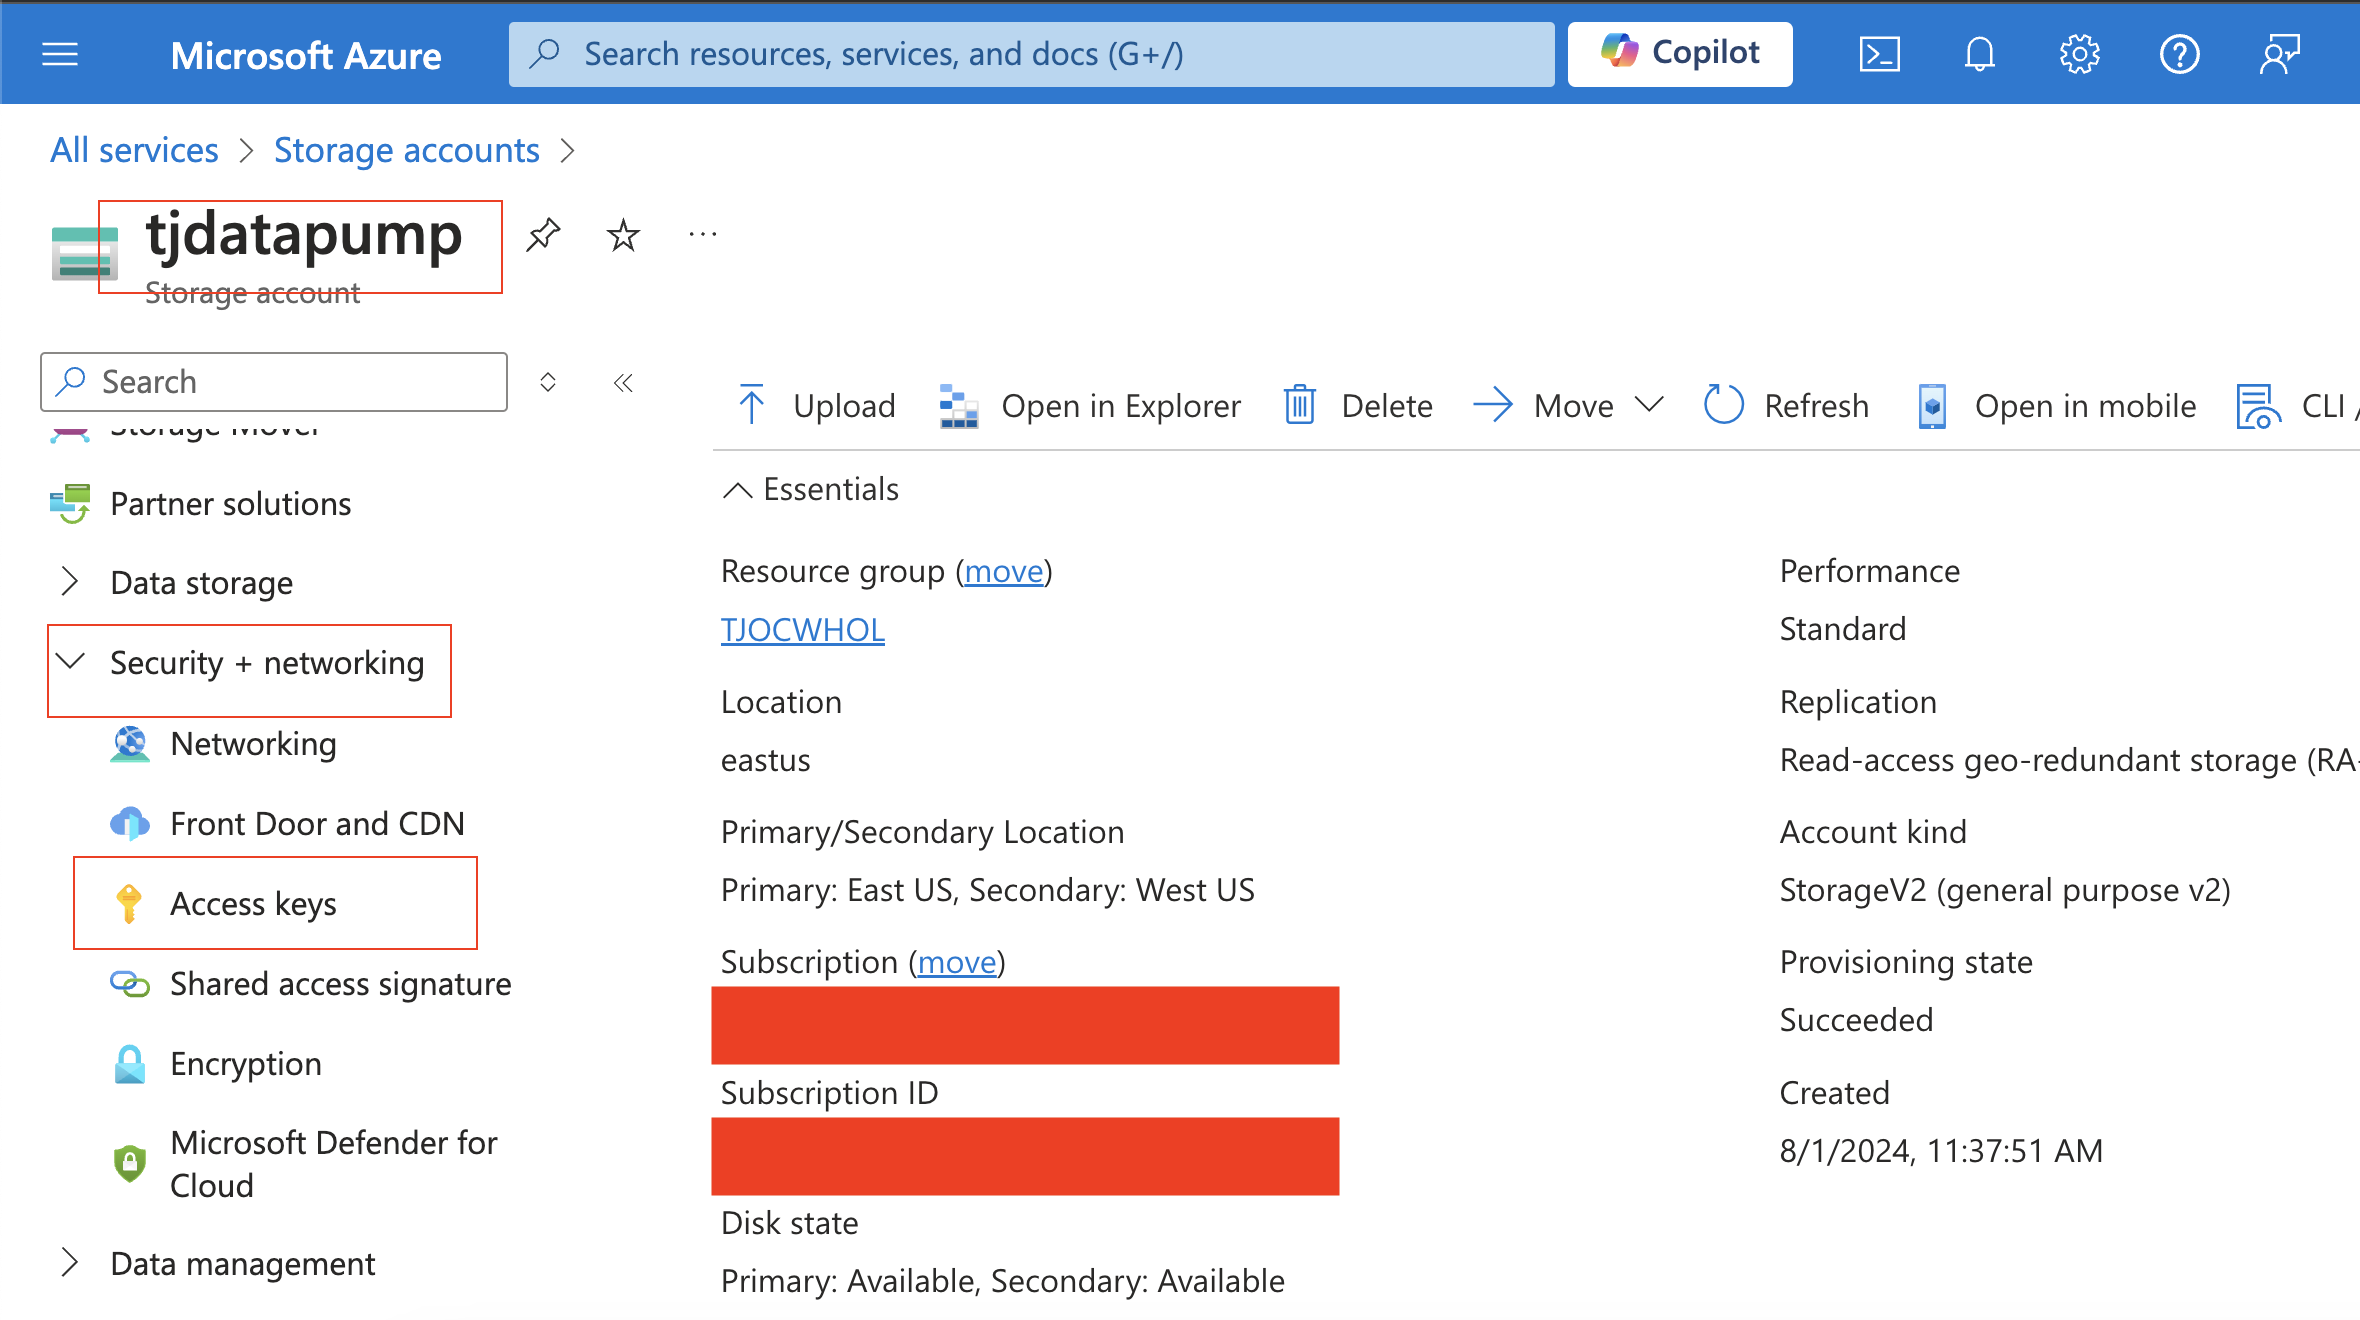 Microsoft Azure
Search resources, services, and docs (G+/)
Copilot
All services
Storage accounts
tjdatapump
Storage account
Search
Upload
Open in Explorer
Delete
Move
Refresh
Open in mobile
CLI /
Storage Mover
Partner solutions
Data storage
Security + networking
Networking
Front Door and CDN
Access keys
Shared access signature
Encryption
Microsoft Defender for
Cloud
Data management
Essentials
Resource group (move)
TJOCWHOL
Location
eastus
Primary/Secondary Location
Primary: East US, Secondary: West US
Subscription (move)
Subscription ID
Disk state
Primary: Available, Secondary: Available
Performance
Standard
Replication
Read-access geo-redundant storage (RA-
Account kind
StorageV2 (general purpose v2)
Provisioning state
Succeeded
Created
8/1/2024, 11:37:51 AM